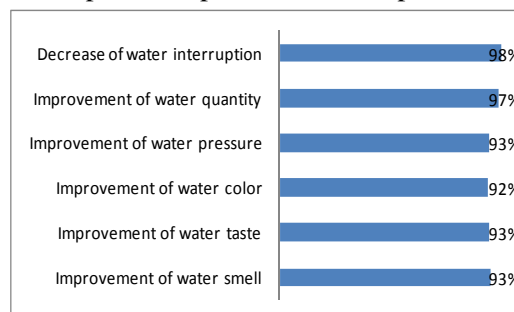 Decrease of water interruption 98%
Improvement of water quantity 97%
Improvement of water pressure 93%
Improvement of water color 92%
Improvement of water taste 93%
Improvement of water smell 93%